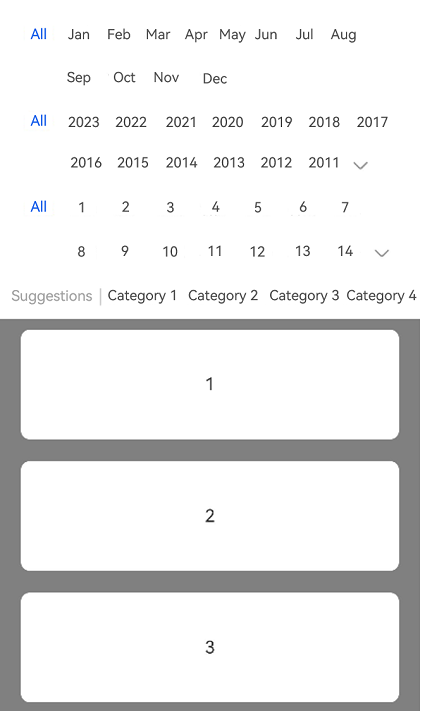 All Jan Feb Mar Apr May Jun Jul Aug
Sep Oct Nov Dec
All 2023 2022 2021 2020 2019 2018 2017
2016 2015 2014 2013 2012 2011
All 1 2 3 4 5 6 7
8 9 10 11 12 13 14
Suggestions Category 1 Category 2 Category 3 Category 4
1
2
3